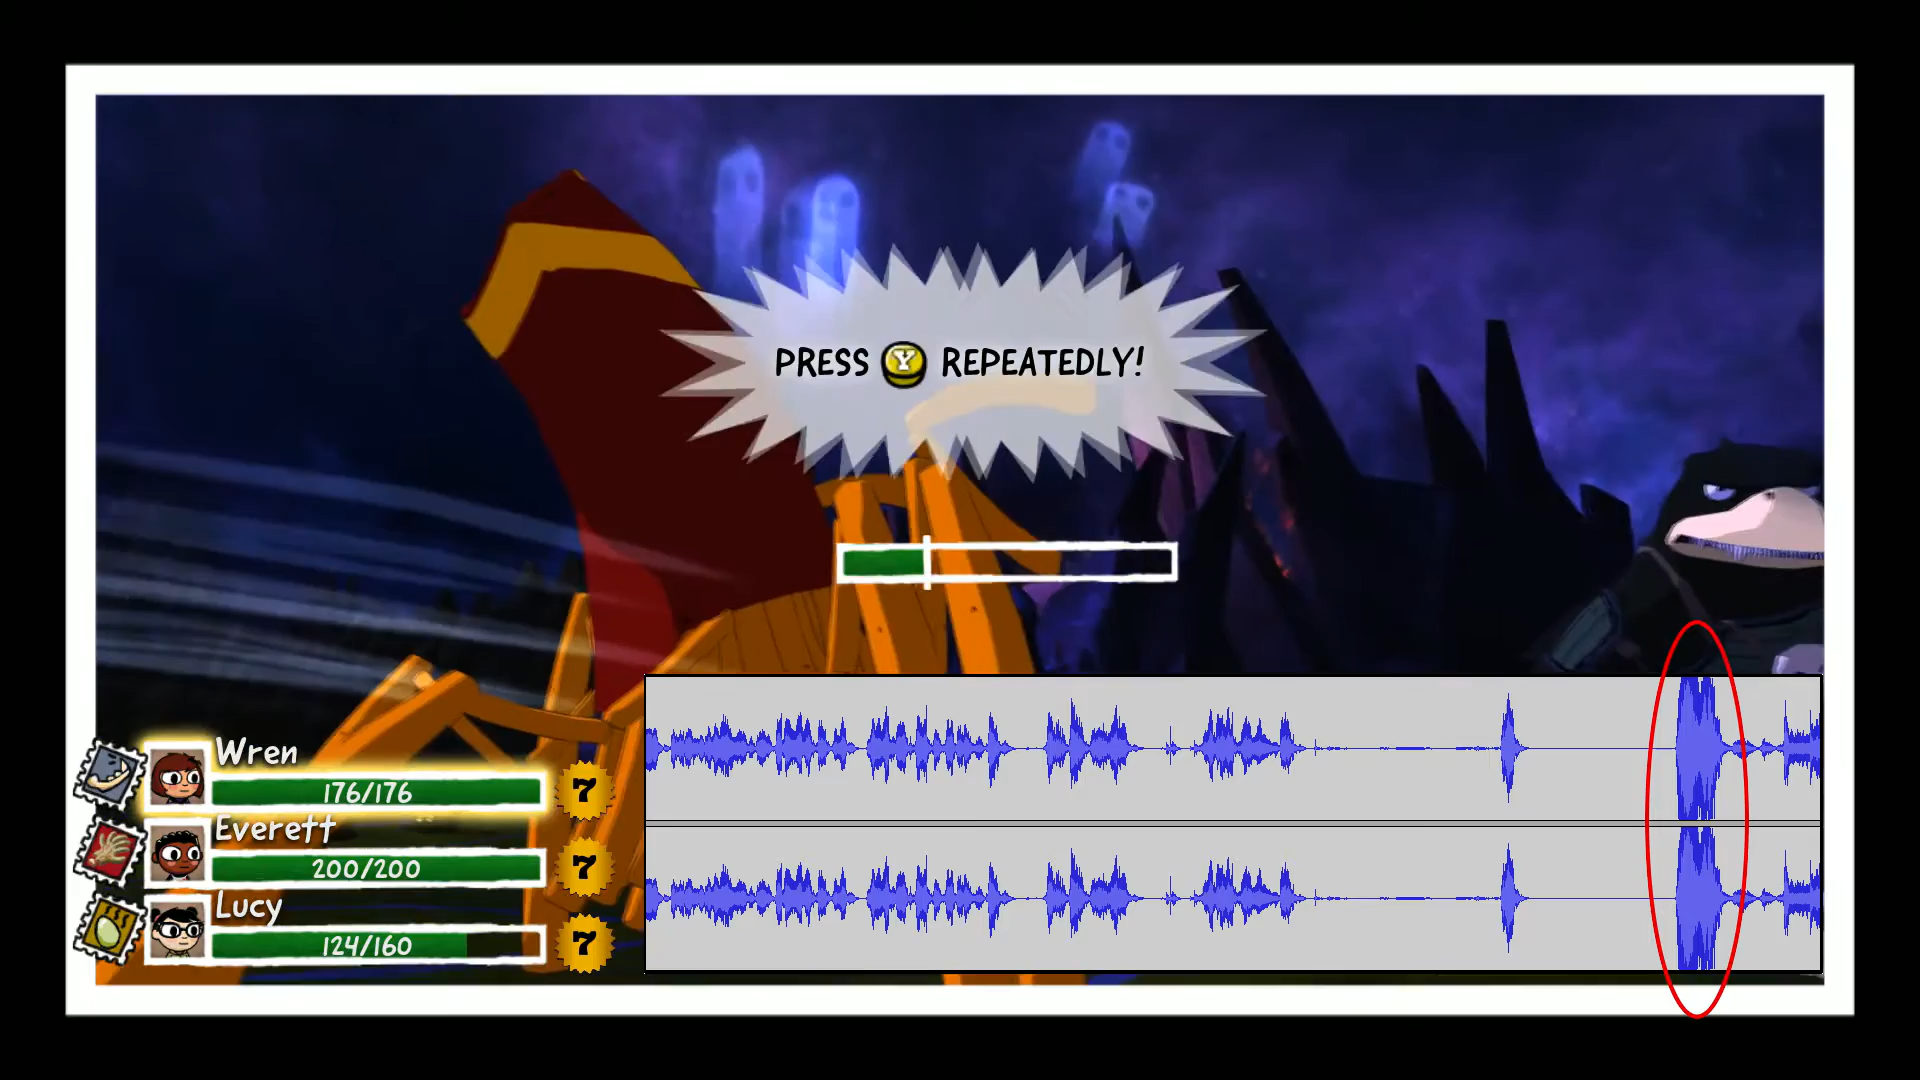 PRESS Y REPEATEDLY!
Wren
176/176
7
Everett
200/200
7
Lucy
124/160
7